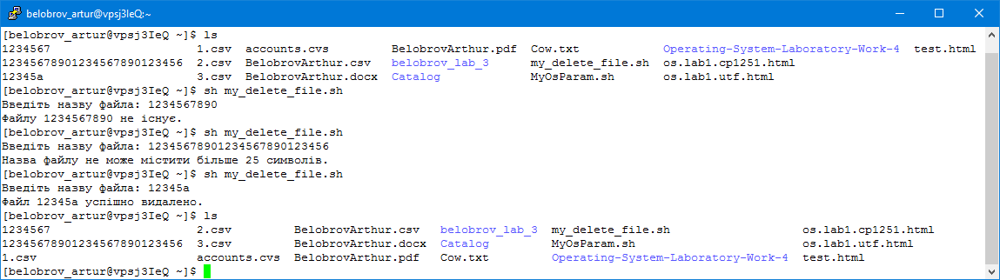 belobrov_artur@vpsj3IeQ:~
[belobrov_artur@vpsj3IeQ ~]$ ls
1234567                     1.csv  accounts.cvs         BelobrovArthur.pdf  Cow.txt            Operating-System-Laboratory-Work-4  test.html
12345678901234567890123456  2.csv  BelobrovArthur.csv   belobrov_lab_3      my_delete_file.sh  os.lab1.cp1251.html
12345a                      3.csv  BelobrovArthur.docx  Catalog             MyOsParam.sh       os.lab1.utf.html
[belobrov_artur@vpsj3IeQ ~]$ sh my_delete_file.sh
Введіть назву файла: 1234567890
Файлу 1234567890 не існує.
[belobrov_artur@vpsj3IeQ ~]$ sh my_delete_file.sh
Введіть назву файла: 12345678901234567890123456
Назва файлу не може містити більше 25 символів.
[belobrov_artur@vpsj3IeQ ~]$ sh my_delete_file.sh
Введіть назву файла: 12345a
Файл 12345a успішно видалено.
[belobrov_artur@vpsj3IeQ ~]$ ls
1234567                     2.csv         BelobrovArthur.csv   belobrov_lab_3  my_delete_file.sh                   os.lab1.cp1251.html
12345678901234567890123456  3.csv         BelobrovArthur.docx  Catalog         MyOsParam.sh                        os.lab1.utf.html
1.csv                       accounts.cvs  BelobrovArthur.pdf   Cow.txt         Operating-System-Laboratory-Work-4  test.html
[belobrov_artur@vpsj3IeQ ~]$